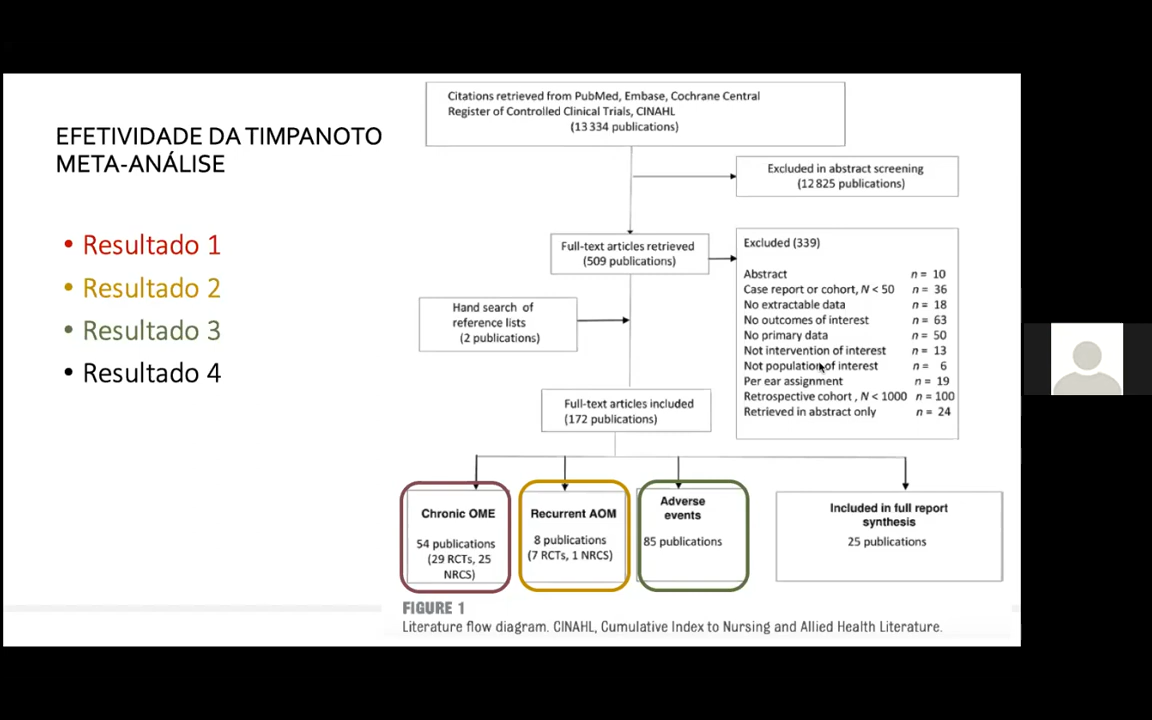 EFETIVIDADE DA TIMPANOTO
META-ANÁLISE
• Resultado 1
• Resultado 2
• Resultado 3
• Resultado 4
Citations retrieved from PubMed, Embase, Cochrane Central
Register of Controlled Clinical Trials, CINAHL
(13 334 publications)
Excluded in abstract screening
(12 825 publications)
Full-text articles retrieved
(509 publications)
Excluded (339)
Abstract n = 10
Case report or cohort, N < 50 n = 36
No extractable data n = 18
No outcomes of interest n = 63
No primary data n = 50
Not intervention of interest n = 13
Not population of interest n = 6
Per ear assignment n = 19
Retrospective cohort , N < 1000 n = 100
Retrieved in abstract only n = 24
Hand search of
reference lists
(2 publications)
Full-text articles included
(172 publications)
Chronic OME
54 publications
(29 RCTs, 25
NRCS)
Recurrent AOM
8 publications
(7 RCTs, 1 NRCS)
Adverse
events
85 publications
Included in full report
synthesis
25 publications
FIGURE 1
Literature flow diagram. CINAHL, Cumulative Index to Nursing and Allied Health Literature.